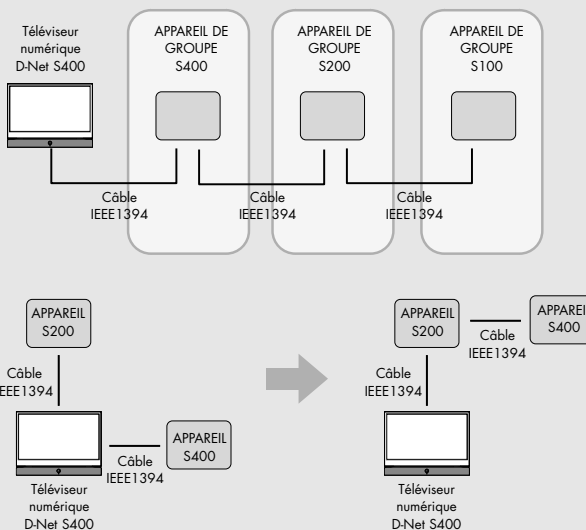 Téléviseur
numérique
D-Net S400
APPAREIL DE
GROUPE
S400
APPAREIL DE
GROUPE
S200
APPAREIL DE
GROUPE
S100
Câble
IEEE1394
Câble
IEEE1394
Câble
IEEE1394
APPAREIL
S200
Câble
IEEE1394
APPAREIL
S400
Câble
IEEE1394
Téléviseur
numérique
D-Net S400
APPAREIL
S200
Câble
IEEE1394
APPAREIL
S400
Câble
IEEE1394
Téléviseur
numérique
D-Net S400